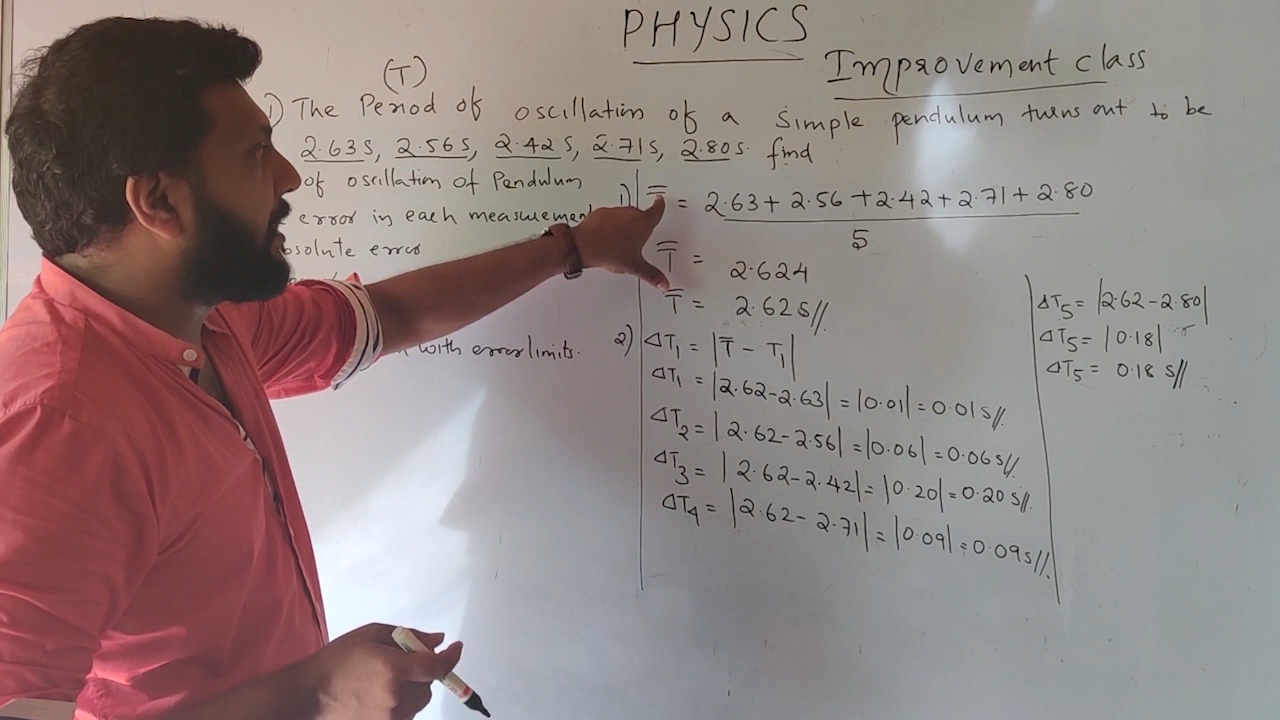 PHYSICS
Improvement class
(T)
1) The Period of oscillation of a simple pendulum turns out to be
2.63s, 2.56s, 2.42s, 2.71s, 2.80s. find
of oscillation of Pendulum
error in each measurement
absolute error
with error limits.
1) T̅ = 2.63 + 2.56 + 2.42 + 2.71 + 2.80
5
T̅ = 2.624
T̅ = 2.62 s//
2) ΔT₁ = |T̅ - T₁|
ΔT₁ = |2.62-2.63| = |0.01| = 0.01 s//
ΔT₂ = |2.62-2.56| = |0.06| = 0.06 s//
ΔT₃ = |2.62-2.42| = |0.20| = 0.20 s//
ΔT₄ = |2.62-2.71| = |0.09| = 0.09 s//
ΔT₅ = |2.62-2.80|
ΔT₅ = |0.18|
ΔT₅ = 0.18 s//